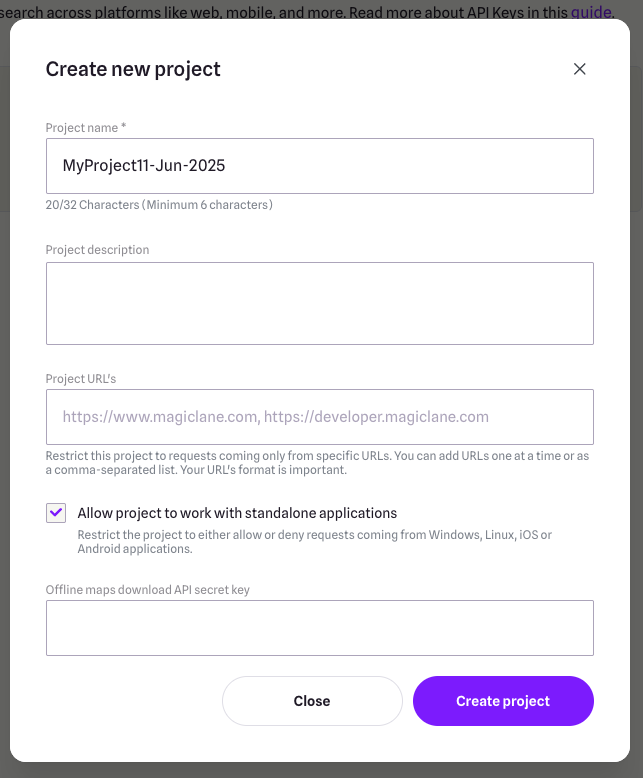 search across platforms like web, mobile, and more. Read more about API Keys in this guide.
Create new project
Project name *
MyProject11-Jun-2025
20/32 Characters (Minimum 6 characters)
Project description
Project URL's
https://www.magiclane.com, https://developer.magiclane.com
Restrict this project to requests coming only from specific URLs. You can add URLs one at a time or as
a comma-separated list. Your URL's format is important.
Allow project to work with standalone applications
Restrict the project to either allow or deny requests coming from Windows, Linux, iOS or
Android applications.
Offline maps download API secret key
Close
Create project